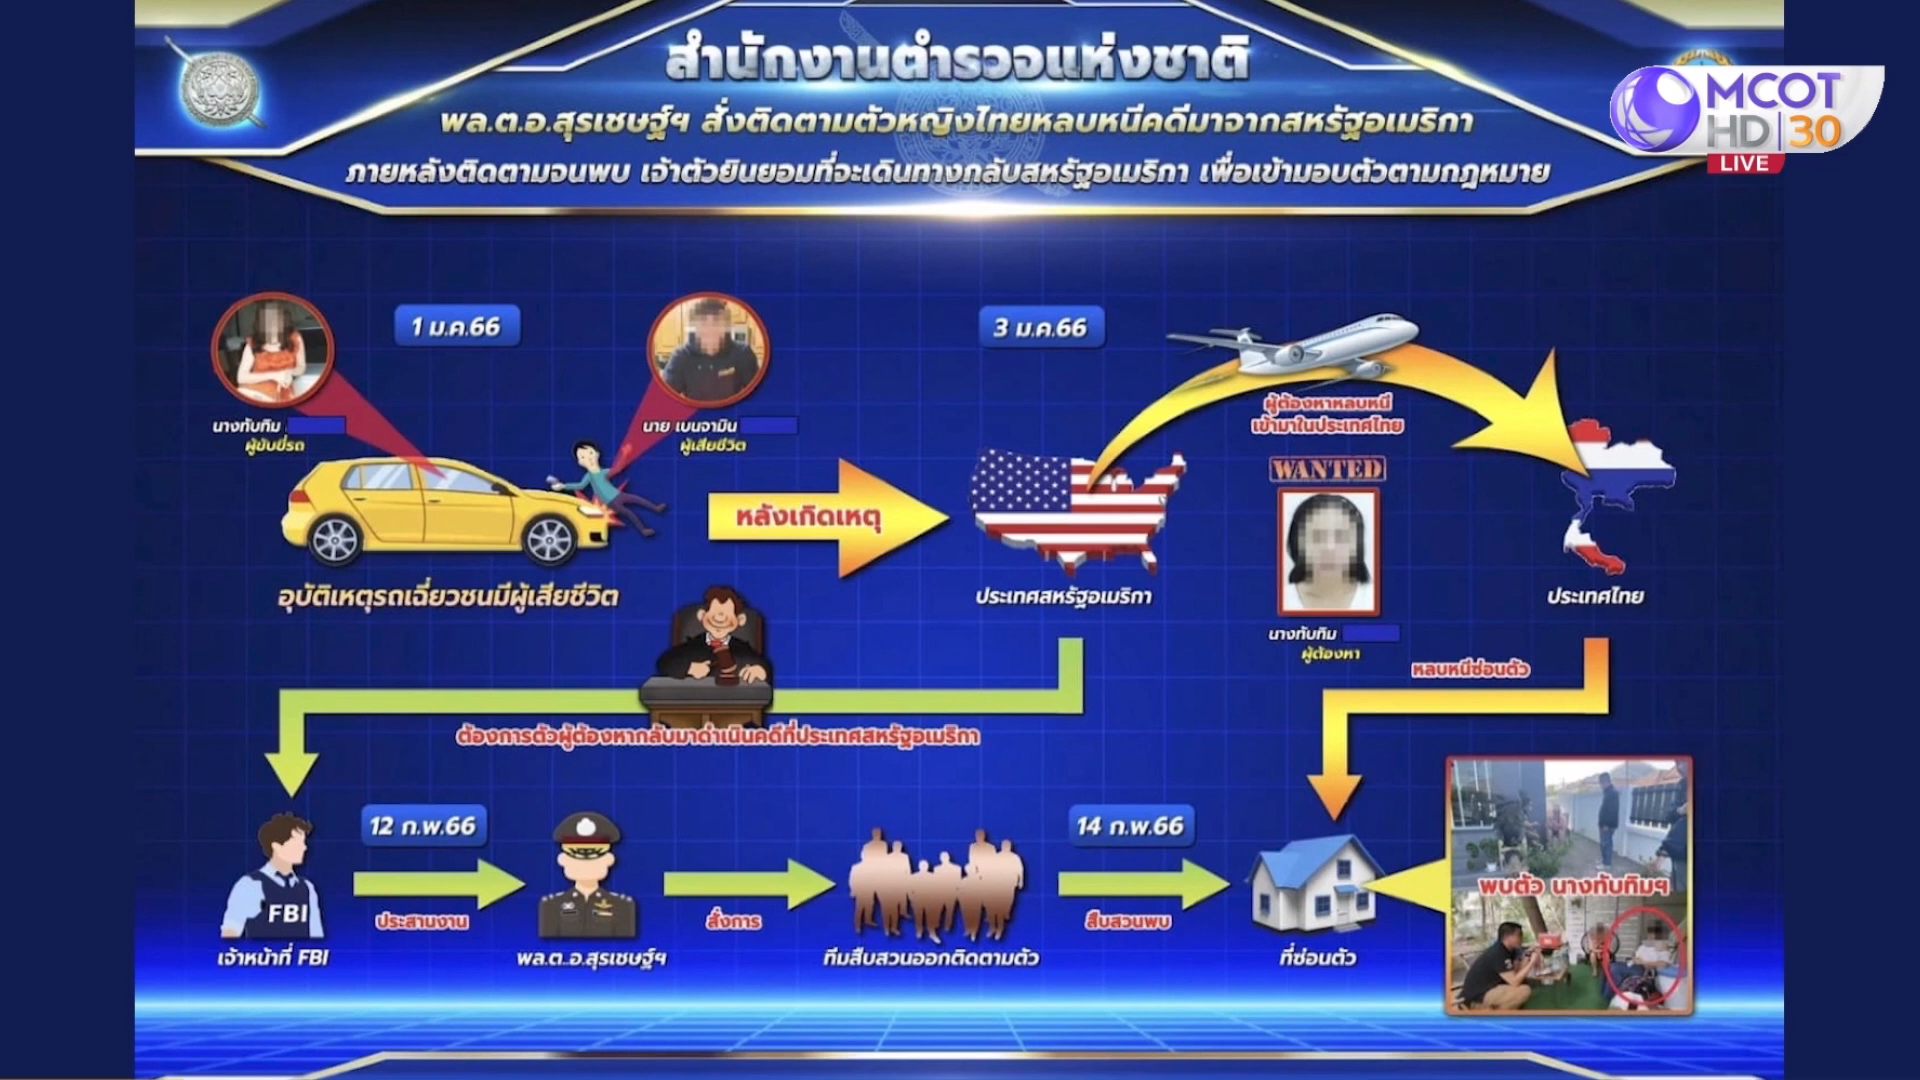 สำนักงานตำรวจแห่งชาติ
พล.ต.อ.สุรเชษฐ์ฯ สั่งติดตามตัวหญิงไทยหลบหนีคดีมาจากสหรัฐอเมริกา
ภายหลังติดตามจนพบ เจ้าตัวยินยอมที่จะเดินทางกลับสหรัฐอเมริกา เพื่อเข้ามอบตัวตามกฎหมาย
MCOT
HD 30
LIVE
1 ม.ค.66
3 ม.ค.66
นางทับทิม
ผู้ขับขี่รถ
นาย เบนจามิน
ผู้เสียชีวิต
ผู้ต้องหาหลบหนี
เข้ามาในประเทศไทย
WANTED
หลังเกิดเหตุ
อุบัติเหตุรถเฉี่ยวชนมีผู้เสียชีวิต
ประเทศสหรัฐอเมริกา
ประเทศไทย
นางทับทิม
ผู้ต้องหา
หลบหนีซ่อนตัว
ต้องการตัวผู้ต้องหากลับมาดำเนินคดีที่ประเทศสหรัฐอเมริกา
12 ก.พ.66
14 ก.พ.66
FBI
ประสานงาน
สั่งการ
สืบสวนพบ
พบตัว นางทับทิมฯ
เจ้าหน้าที่ FBI
พล.ต..อ.สุรเชษฐ์ฯ
ทีมสืบสวนออกติดตามตัว
ที่ซ่อนตัว